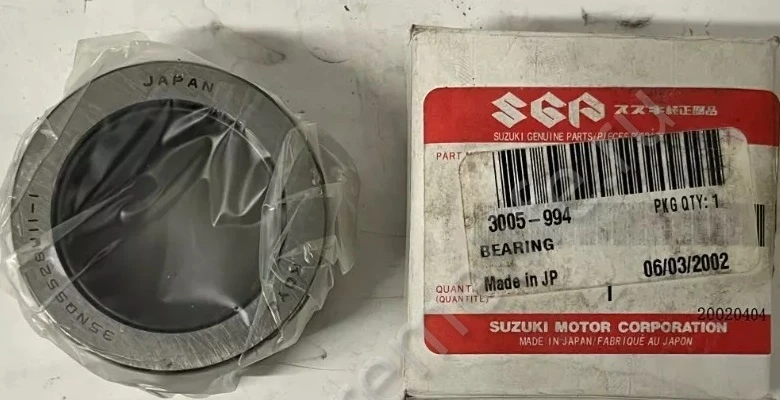 JAPAN
KOYO
SGP スズキ純正部品
SUZUKI GENUINE PARTS/PIECES
PART N
3005-994 PKG QTY: 1
BEARING
Made in JP 06/03/2002
QUANT
(QUANTITE) 1
20020404
SUZUKI MOTOR CORPORATION
MADE IN JAPAN/FABRIQUE AU JAPON